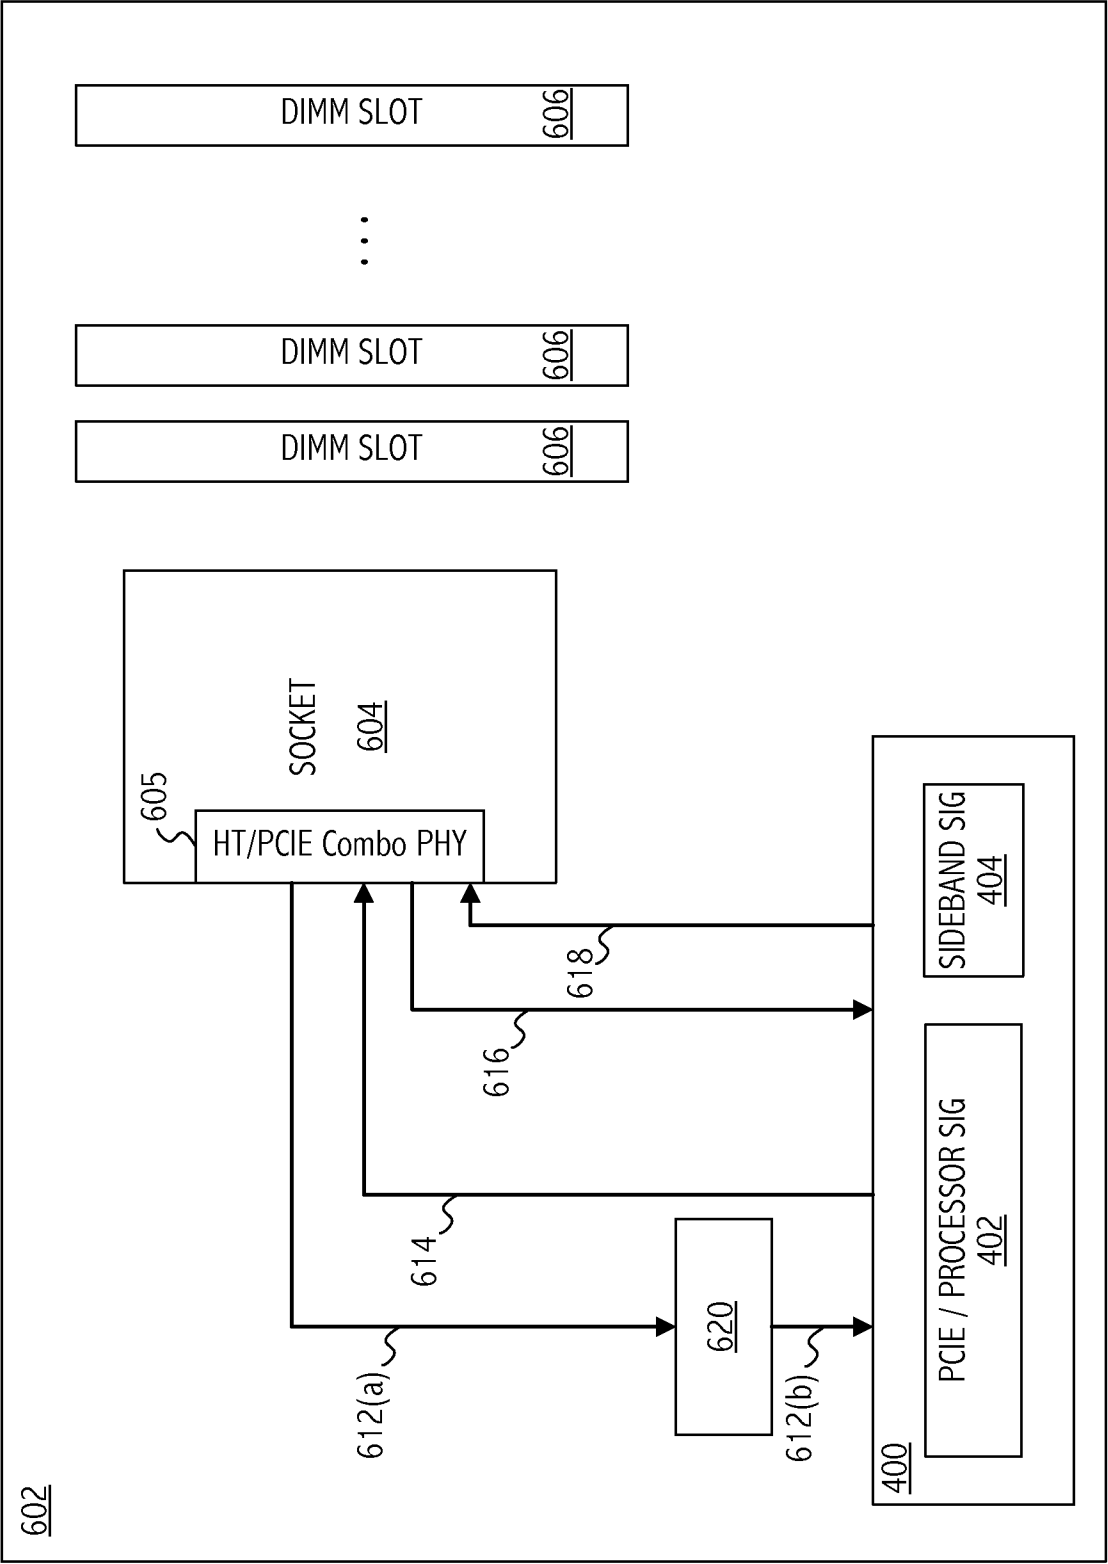 602
DIMM SLOT
606
DIMM SLOT
606
DIMM SLOT
606
...
SOCKET
604
605
HT/PCIE Combo PHY
612(a)
614
616
618
620
612(b)
400
PCIE / PROCESSOR SIG
402
SIDEBAND SIG
404